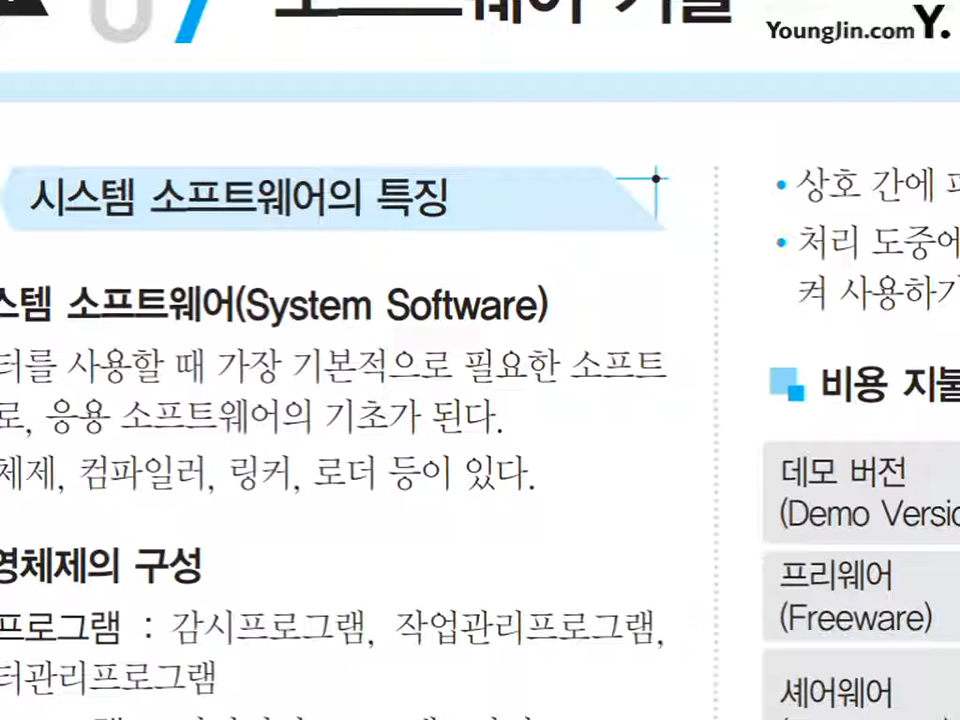 07 소프트웨어 기술
YoungJin.com Y.
시스템 소프트웨어의 특징
스템 소프트웨어(System Software)
터를 사용할 때 가장 기본적으로 필요한 소프트
로, 응용 소프트웨어의 기초가 된다.
체제, 컴파일러, 링커, 로더 등이 있다.
영체제의 구성
프로그램 : 감시프로그램, 작업관리프로그램,
터관리프로그램
• 상호 간에
• 처리 도중에
켜 사용하기
비용 지불
데모 버전
(Demo Versio
프리웨어
(Freeware)
셰어웨어